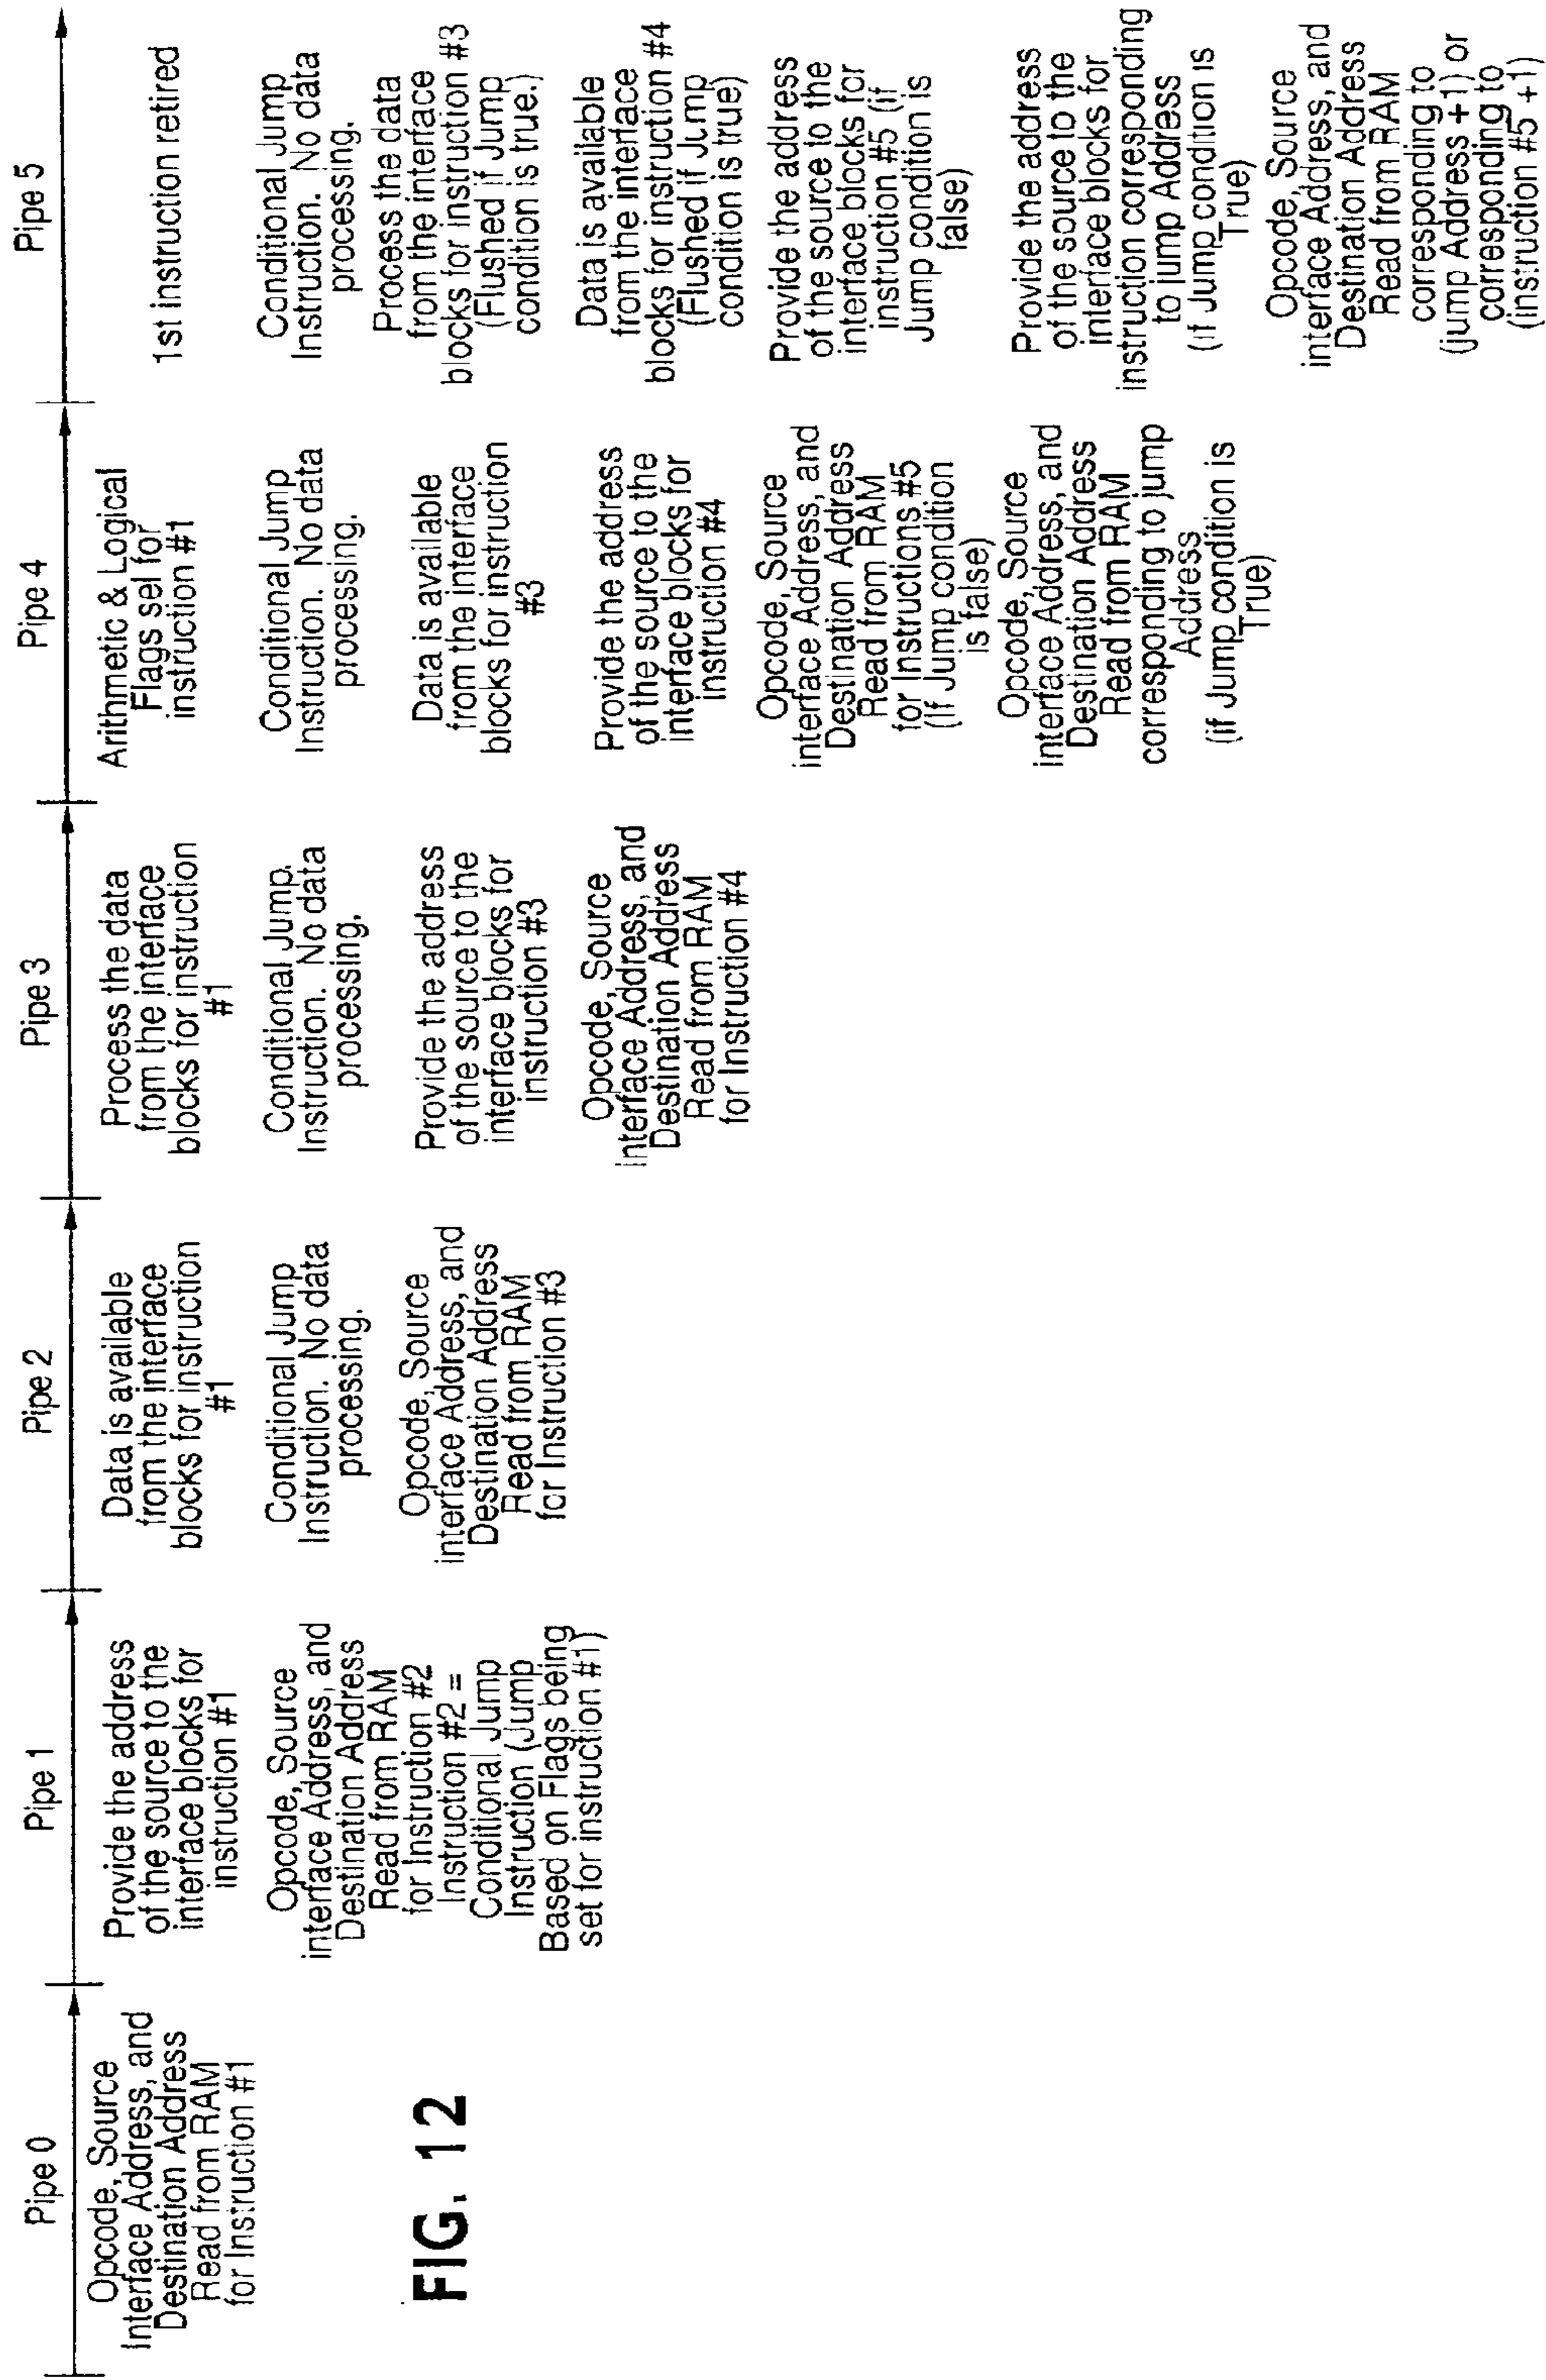 Pipe 0
Opcode, Source
Interface Address, and
Destination Address
Read from RAM
for Instruction #1
FIG. 12
Pipe 1
Provide the address
of the source to the
interface blocks for
instruction #1
Opcode, Source
interface Address, and
Destination Address
Read from RAM
for Instruction #2
Instruction #2 =
Conditional Jump
Instruction (Jump
Based on Flags being
set for instruction #1)
Pipe 2
Data is available
from the interface
blocks for instruction
#1
Conditional Jump
Instruction. No data
processing.
Opcode, Source
interface Address, and
Destination Address
Read from RAM
for Instruction #3
Pipe 3
Process the data
from the interface
blocks for instruction
#1
Conditional Jump.
Instruction. No data
processing.
Provide the address
of the source to the
interface blocks for
instruction #3
Opcode, Source
interface Address, and
Destination Address
Read from RAM
for Instruction #4
Pipe 4
Arithmetic & Logical
Flags sel for
instruction #1
Conditional Jump
Instruction. No data
processing.
Data is available
from the interface
blocks for instruction
#3
Provide the address
of the source to the
interface blocks for
instruction #4
Opcode, Source
interface Address, and
Destination Address
Read from RAM
for Instructions #5
(If Jump condition
is false)
Opcode, Source
interface Address, and
Destination Address
Read from RAM
corresponding to jump
Address
(if Jump condition is
True)
Pipe 5
1st instruction retired
Conditional Jump
Instruction. No data
processing.
Process the data
from the interface
blocks for instruction #3
(Flushed if Jump
condition is true.)
Data is available
from the interface
blocks for instruction #4
(Flushed if Jump
condition is true)
Provide the address
of the source to the
interface blocks for
instruction #5 (if
Jump condition is
false)
Provide the address
of the source to the
interface blocks for
instruction corresponding
to jump Address
(if Jump condition is
True)
Opcode, Source
interface Address, and
Destination Address
Read from RAM
corresponding to
(jump Address + 1) or
corresponding to
(instruction #5 +1)